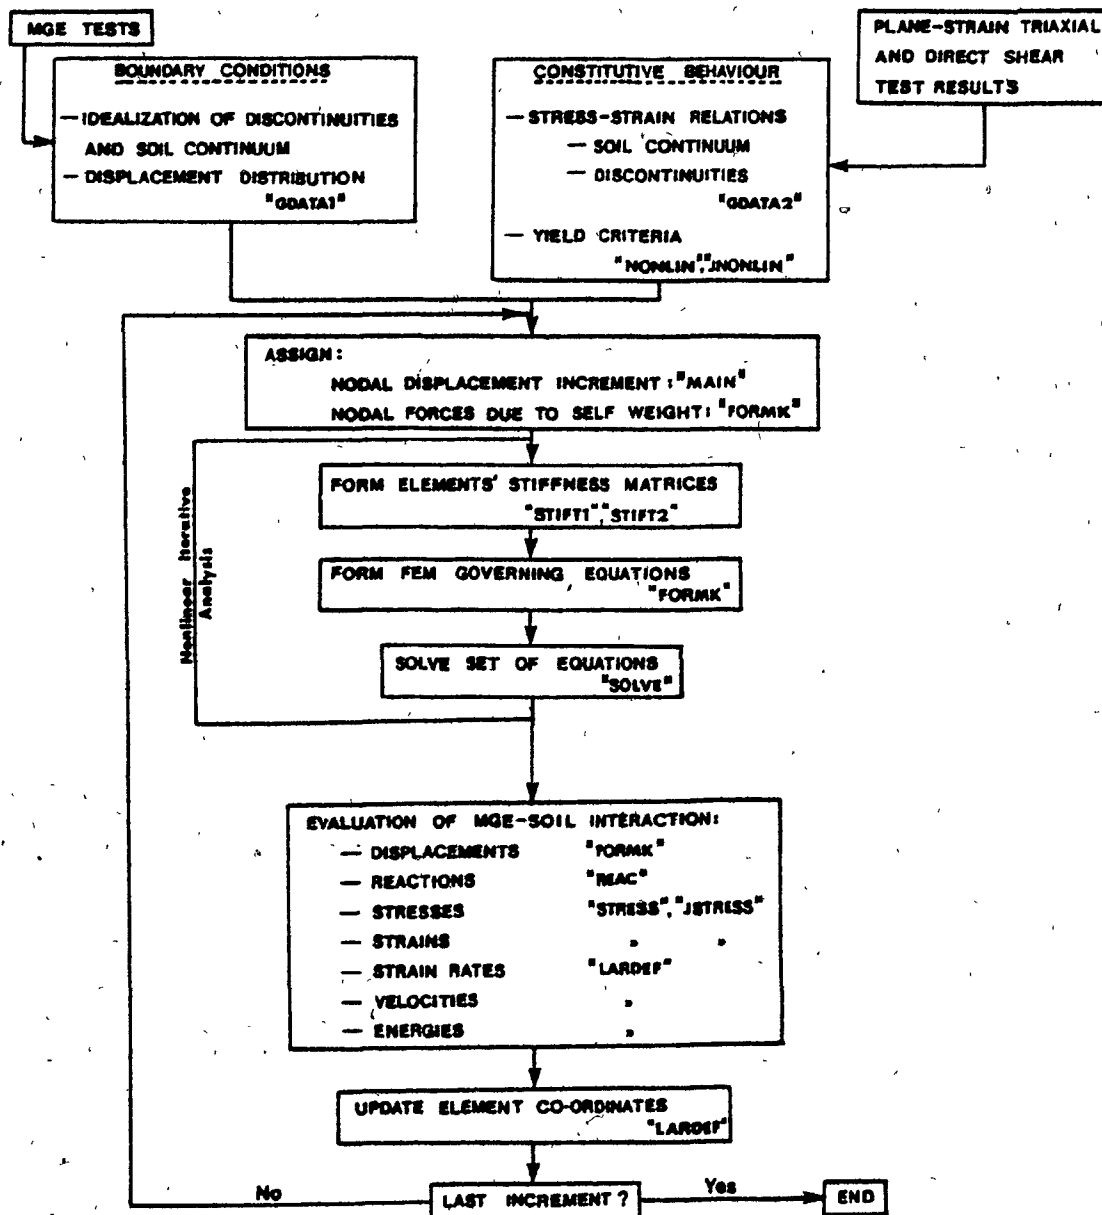 MGE TESTS
PLANE-STRAIN TRIAXIAL
AND DIRECT SHEAR
TEST RESULTS
BOUNDARY CONDITIONS
— IDEALIZATION OF DISCONTINUITIES
AND SOIL CONTINUUM
— DISPLACEMENT DISTRIBUTION
"GDATA1"
CONSTITUTIVE BEHAVIOUR
— STRESS-STRAIN RELATIONS
— SOIL CONTINUUM
— DISCONTINUITIES
"GDATA2"
— YIELD CRITERIA
"NONLIN","JNONLIN"
ASSIGN:
NODAL DISPLACEMENT INCREMENT: "MAIN"
NODAL FORCES DUE TO SELF WEIGHT: "FORMK"
Nonlinear Iterative
Analysis
FORM ELEMENTS' STIFFNESS MATRICES
"STIFT1","STIFT2"
FORM FEM GOVERNING EQUATIONS
"FORMK"
SOLVE SET OF EQUATIONS
"SOLVE"
EVALUATION OF MGE-SOIL INTERACTION:
— DISPLACEMENTS "FORMK"
— REACTIONS "REAC"
— STRESSES "STRESS","JSTRESS"
— STRAINS " "
— STRAIN RATES "LARDEF"
— VELOCITIES "
— ENERGIES "
UPDATE ELEMENT CO-ORDINATES
"LARDEF"
No
LAST INCREMENT ?
Yes
END